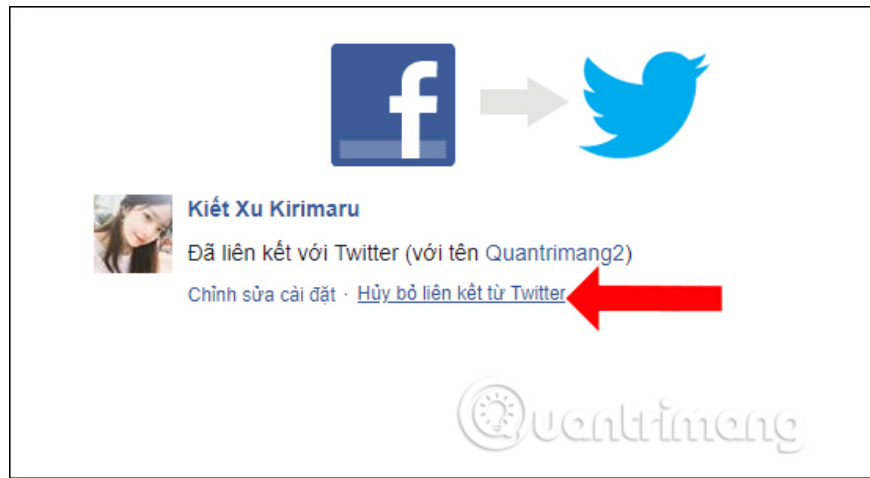 f
Kiết Xu Kirimaru
Đã liên kết với Twitter (với tên Quantrimang2)
Chỉnh sửa cài đặt · Hủy bỏ liên kết từ Twitter
Quantrimang